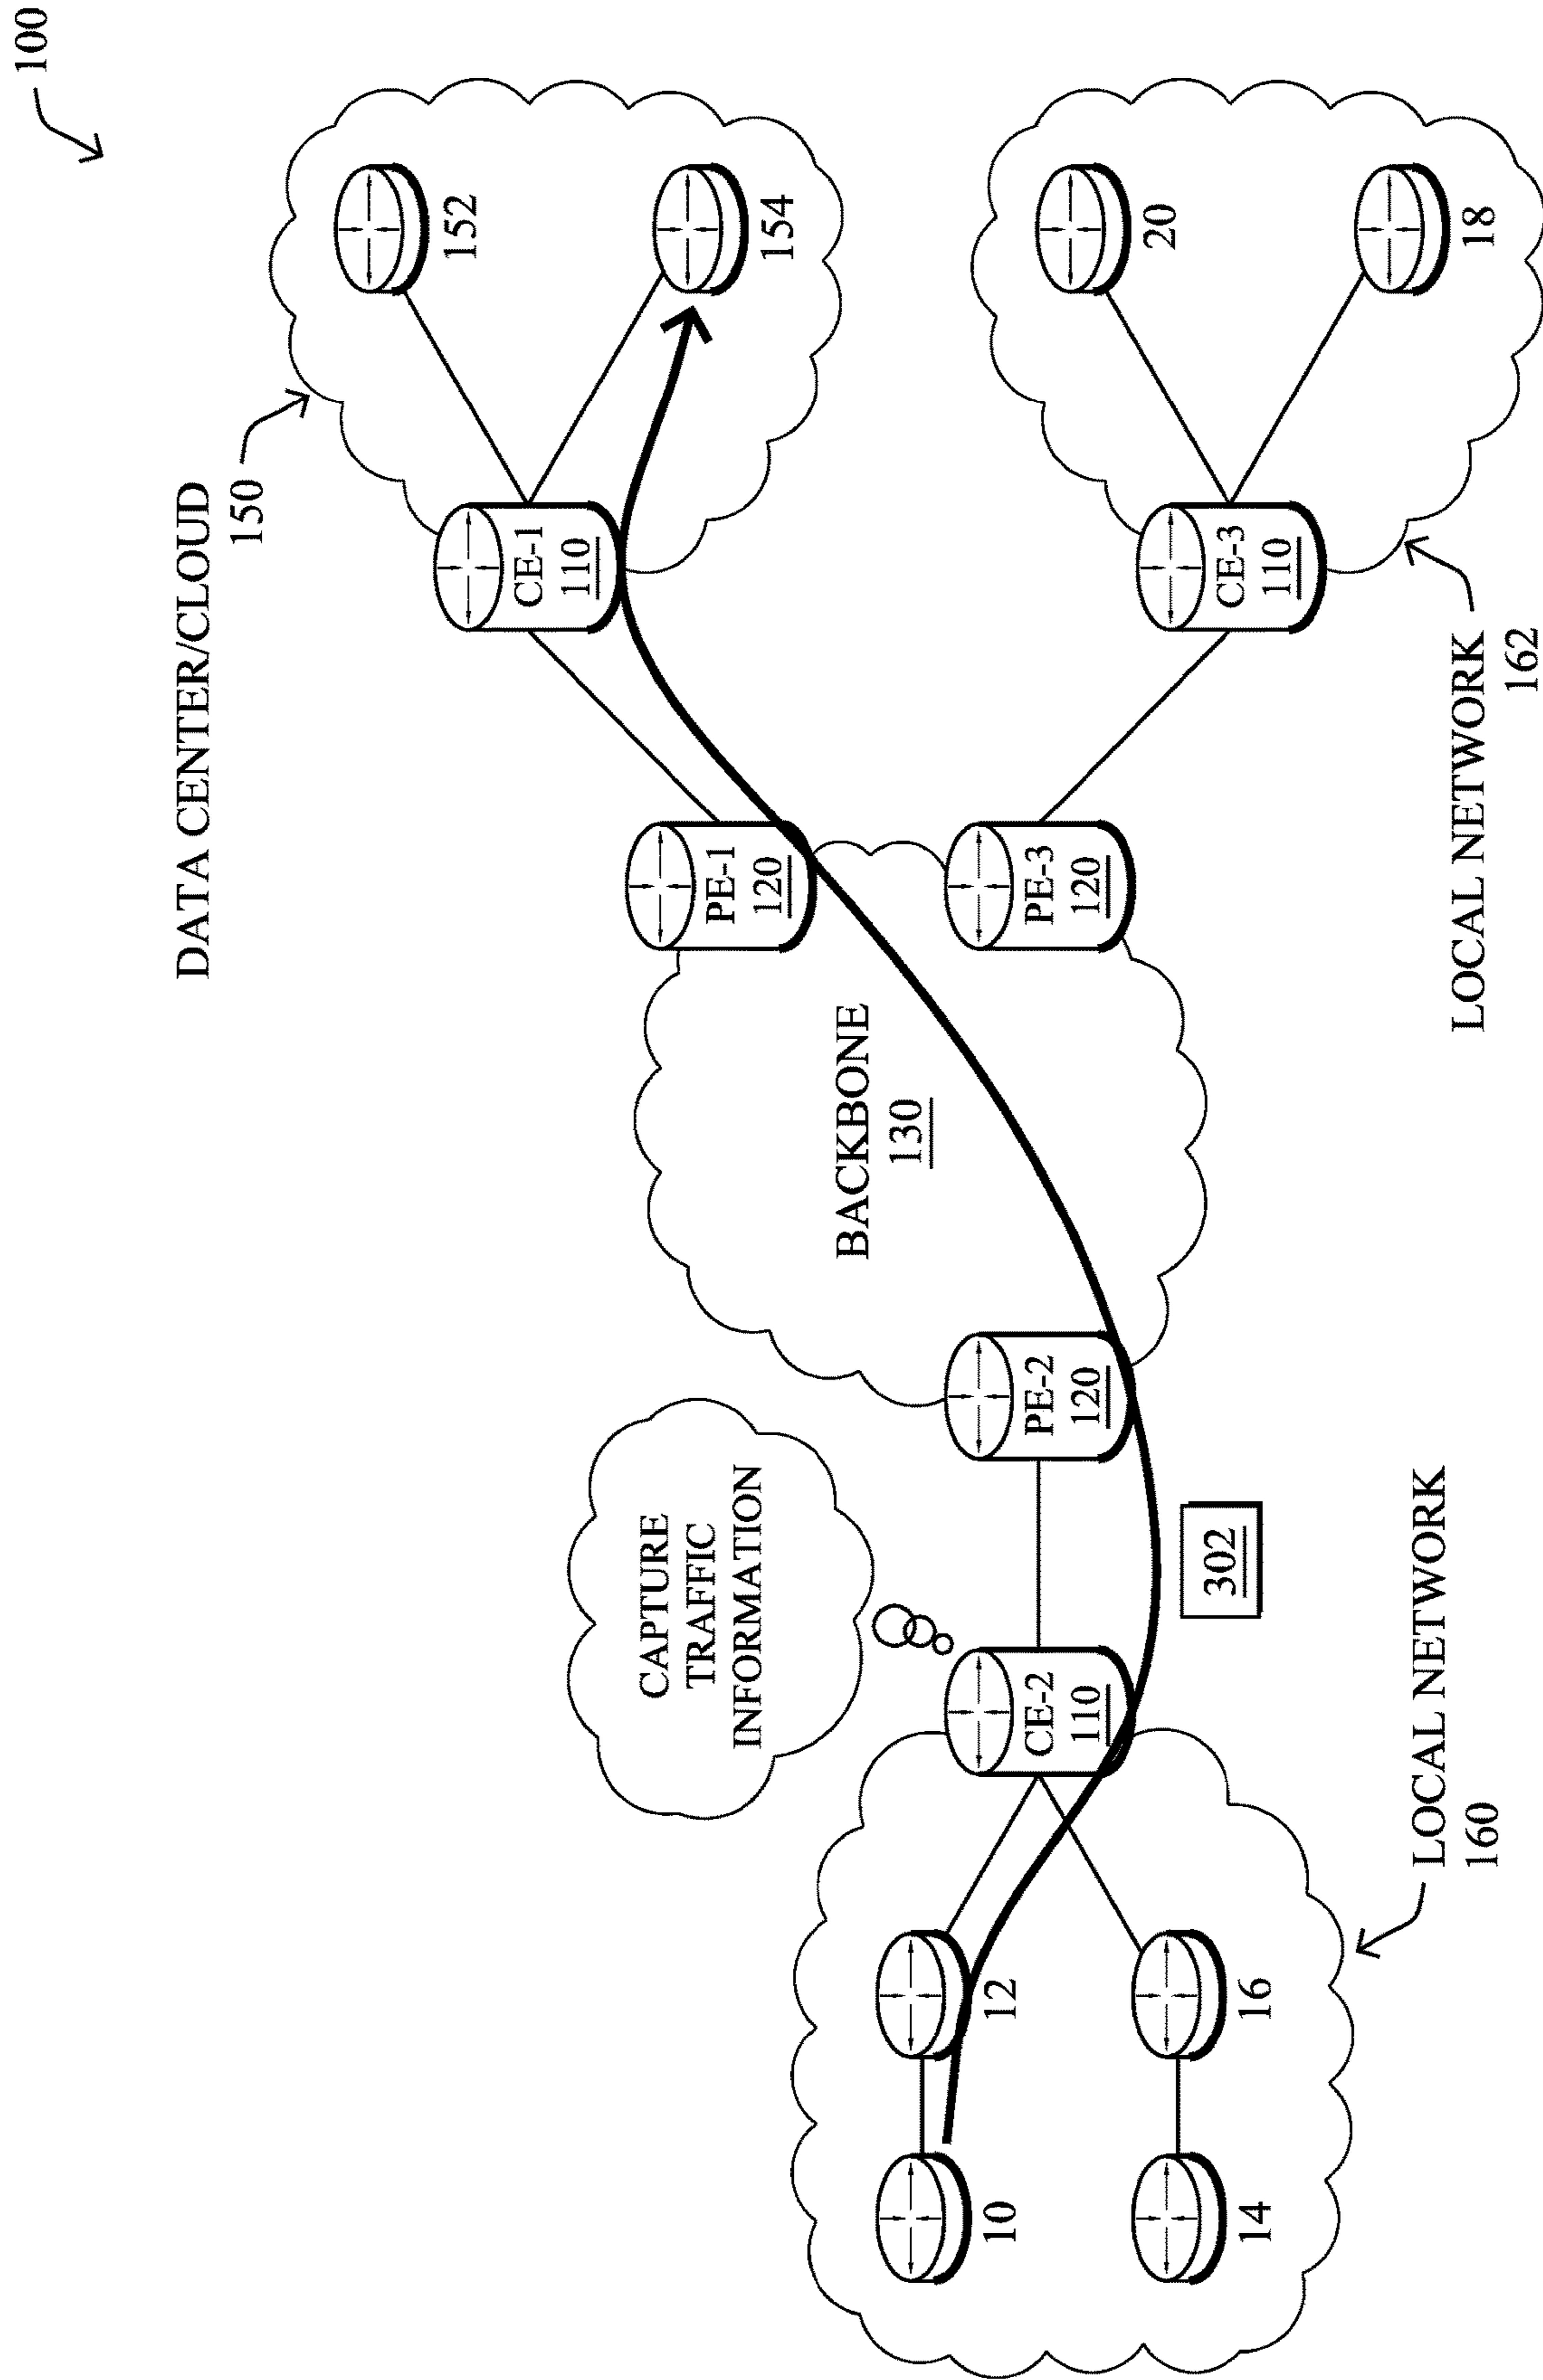 100
DATA CENTER/CLOUD
150
152
154
CE-1
110
PE-1
120
CAPTURE
TRAFFIC
INFORMATION
BACKBONE
130
10
12
14
16
CE-2
110
PE-2
120
302
PE-3
120
CE-3
110
20
18
LOCAL NETWORK
160
LOCAL NETWORK
162